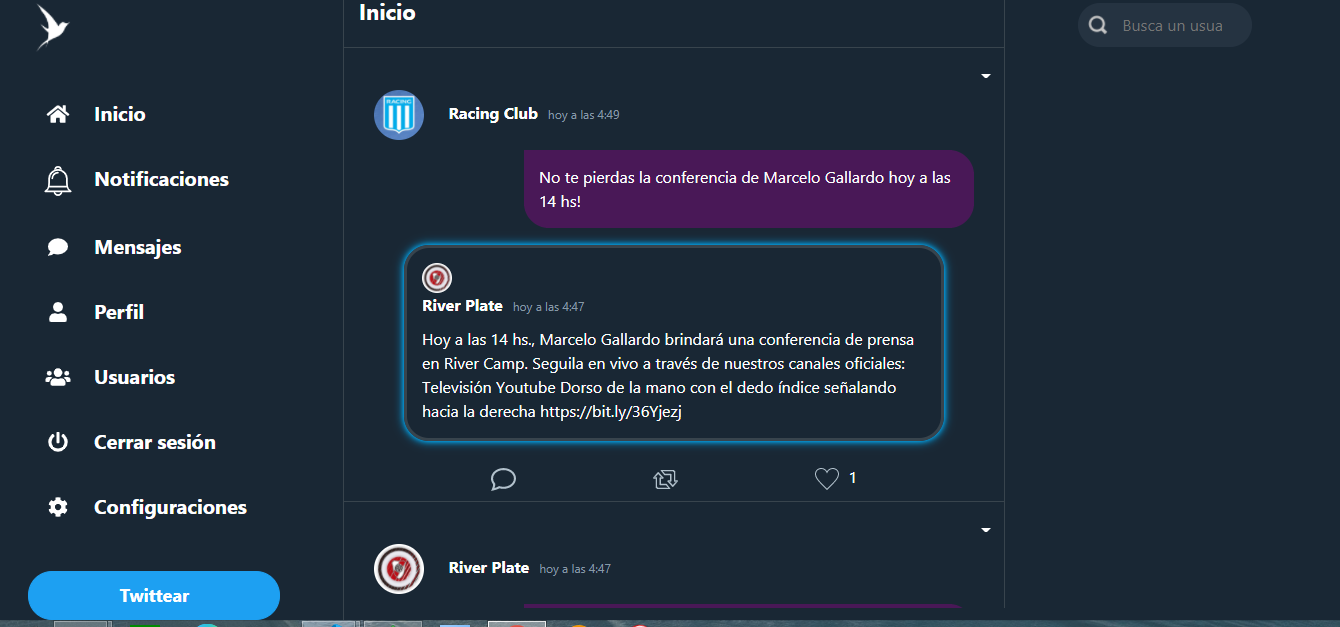 Inicio
Busca un usua
Inicio
Notificaciones
Mensajes
Perfil
Usuarios
Cerrar sesión
Configuraciones
Twittear
RACING
Racing Club hoy a las 4:49
No te pierdas la conferencia de Marcelo Gallardo hoy a las
14 hs!
River Plate hoy a las 4:47
Hoy a las 14 hs., Marcelo Gallardo brindará una conferencia de prensa
en River Camp. Seguila en vivo a través de nuestros canales oficiales:
Televisión Youtube Dorso de la mano con el dedo índice señalando
hacia la derecha https://bit.ly/36Yjezj
1
River Plate hoy a las 4:47